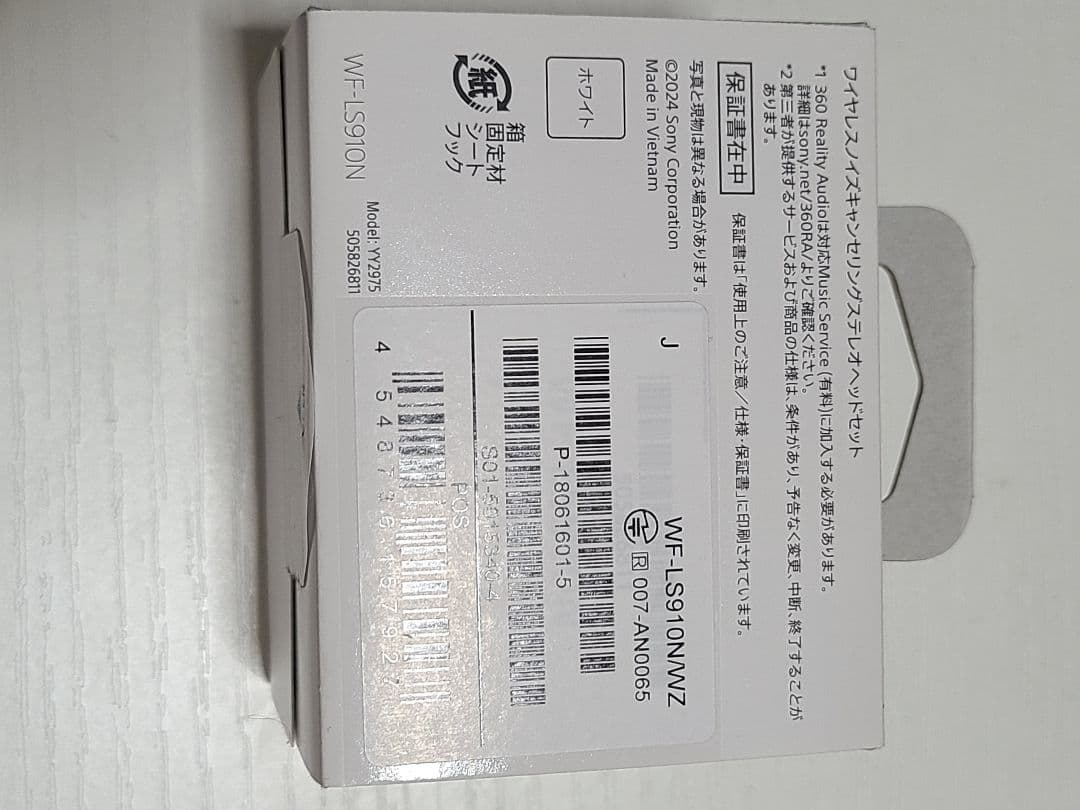 ワイヤレスノイズキャンセリングステレオヘッドセット
*1 360 Reality Audioは対応Music Service (有料)に加入する必要があります。
詳細はsony.net/360RA/よりご確認ください。
*2 第三者が提供するサービスおよび商品の仕様は、条件があり、予告なく変更、中断、終了することが
あります。
保証書在中
保証書は「使用上のご注意/仕様・保証書」に印刷されています。
写真と現物は異なる場合があります。
©2024 Sony Corporation
Made in Vietnam
ホワイト
紙
箱
固定材
シート
フック
WF-LS910N
Model: YY2975
505826811
J
WF-LS910N/WZ
R 007-AN0065
P-18061601-5
POS